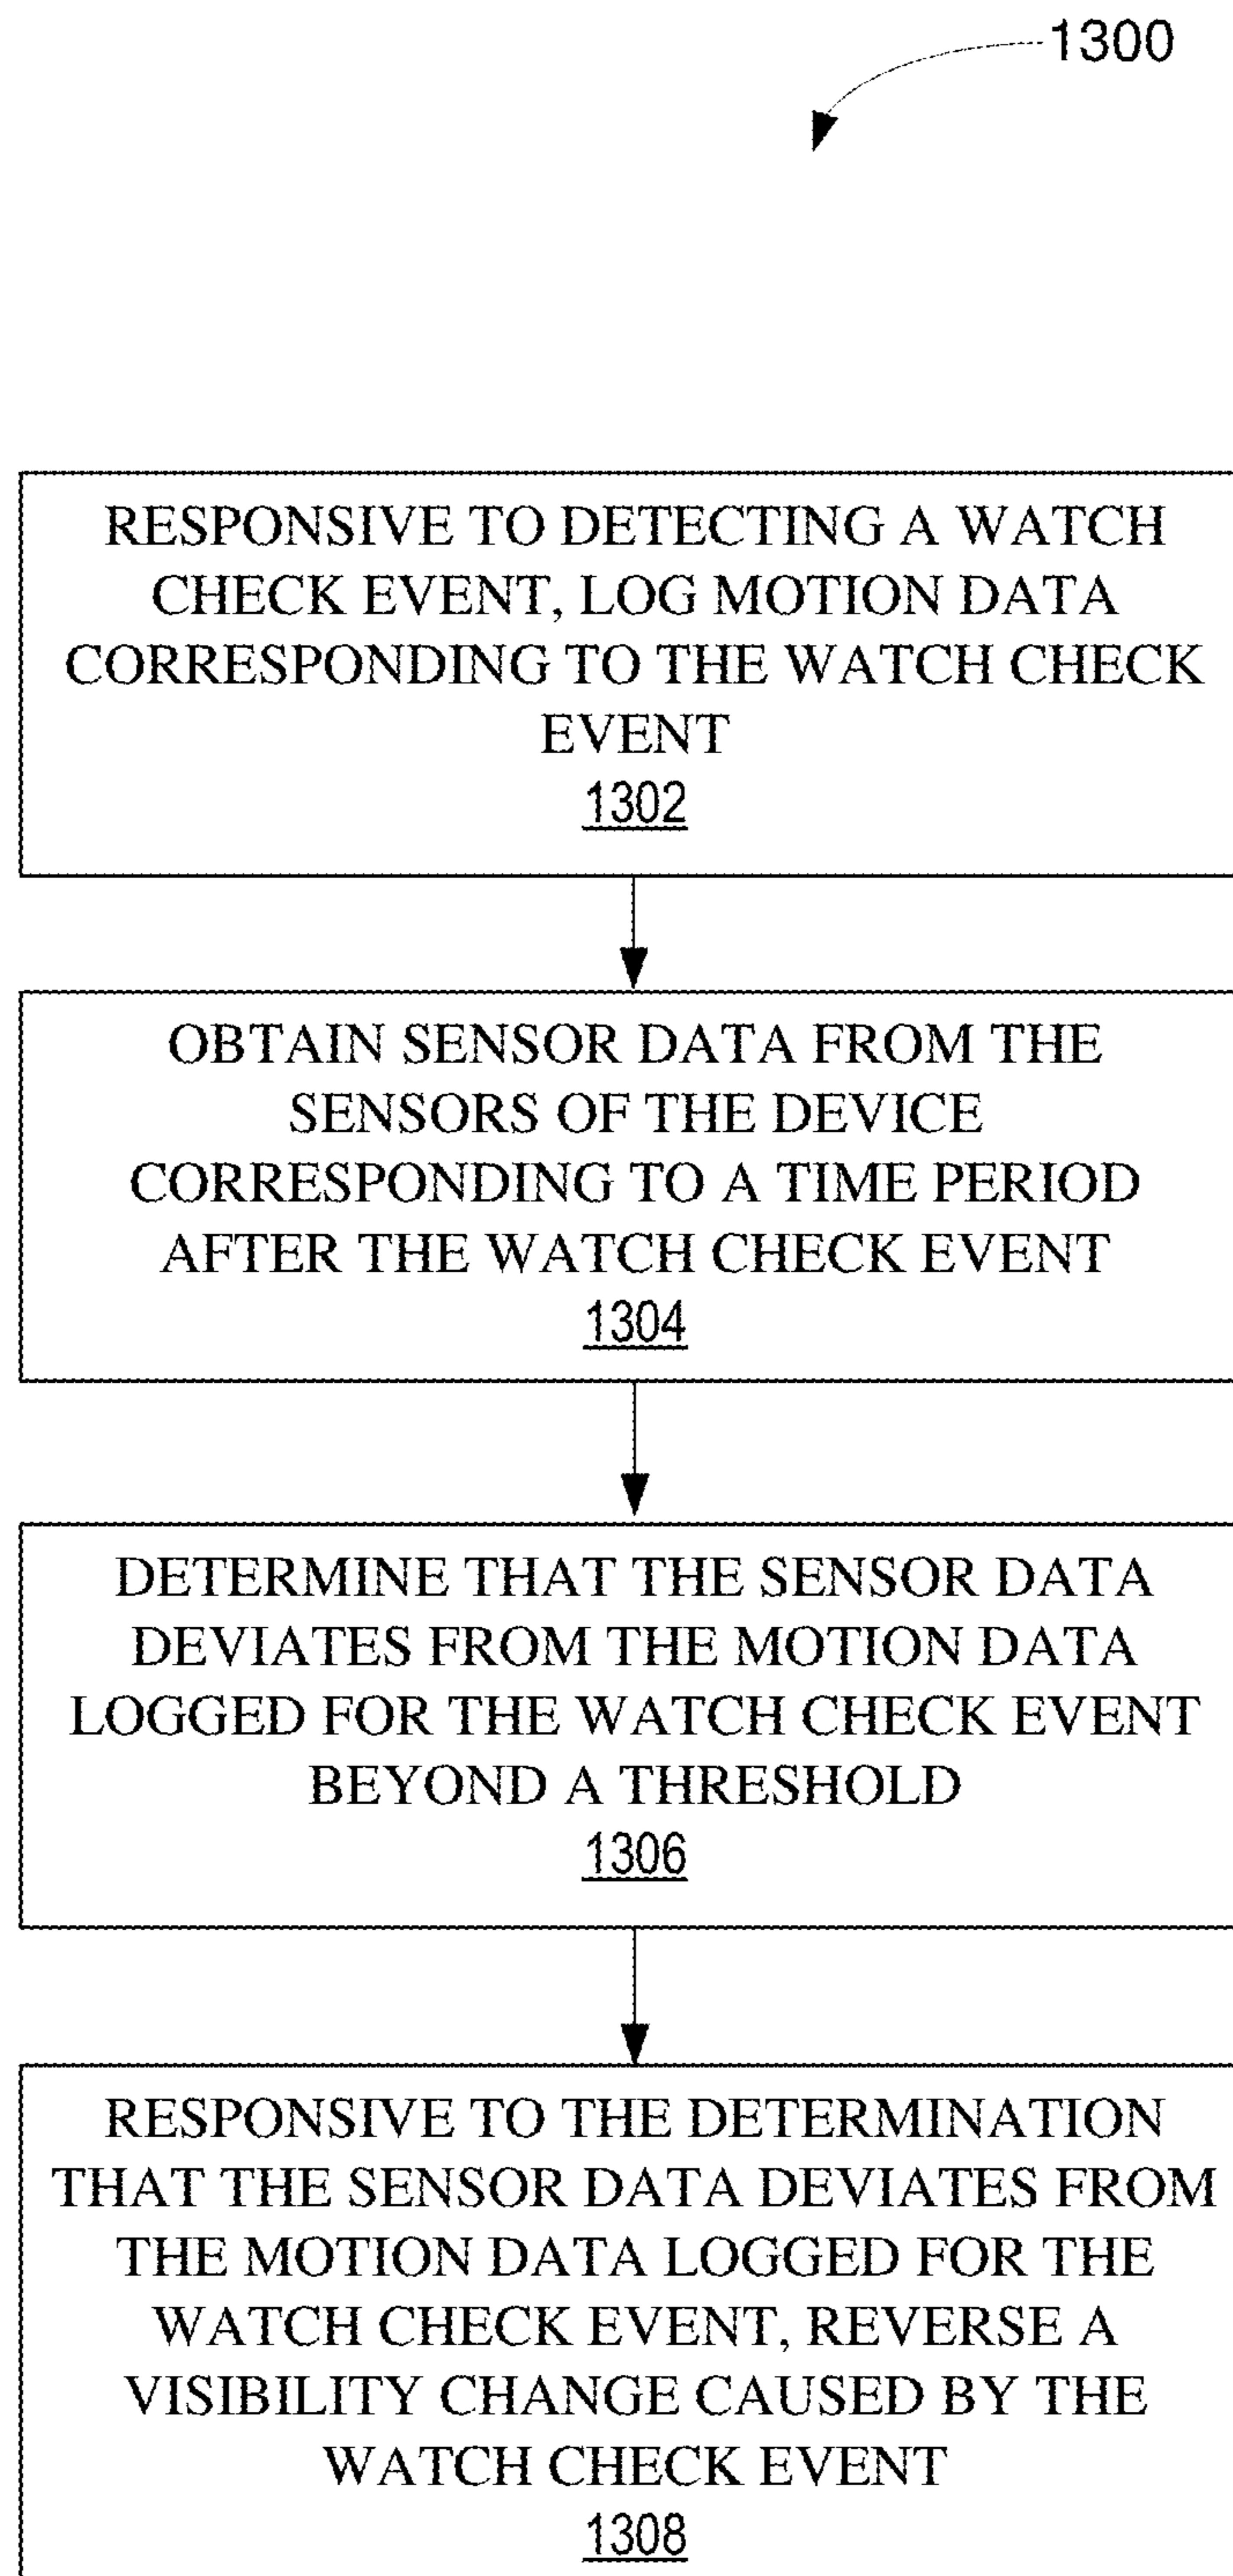 1300
RESPONSIVE TO DETECTING A WATCH
CHECK EVENT, LOG MOTION DATA
CORRESPONDING TO THE WATCH CHECK
EVENT
1302
OBTAIN SENSOR DATA FROM THE
SENSORS OF THE DEVICE
CORRESPONDING TO A TIME PERIOD
AFTER THE WATCH CHECK EVENT
1304
DETERMINE THAT THE SENSOR DATA
DEVIATES FROM THE MOTION DATA
LOGGED FOR THE WATCH CHECK EVENT
BEYOND A THRESHOLD
1306
RESPONSIVE TO THE DETERMINATION
THAT THE SENSOR DATA DEVIATES FROM
THE MOTION DATA LOGGED FOR THE
WATCH CHECK EVENT, REVERSE A
VISIBILITY CHANGE CAUSED BY THE
WATCH CHECK EVENT
1308